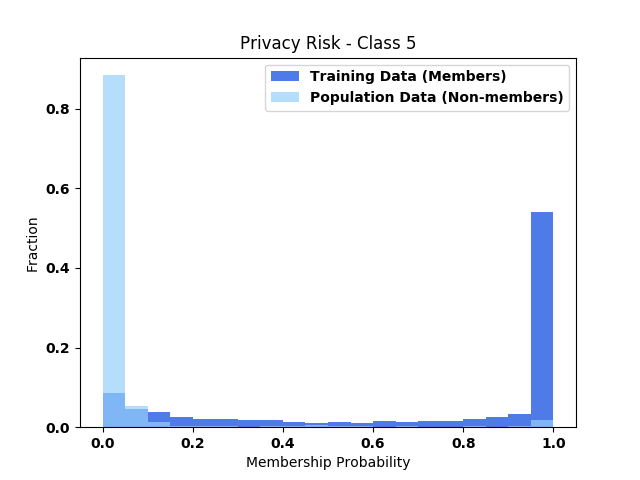 Privacy Risk - Class 5
Training Data (Members)
Population Data (Non-members)
Fraction
0.8
0.6
0.4
0.2
0.0
0.0 0.2 0.4 0.6 0.8 1.0
Membership Probability